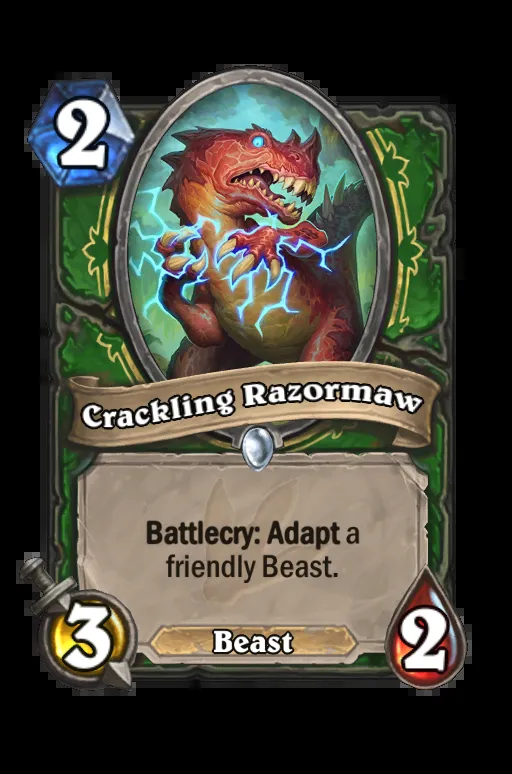 2
Crackling Razormaw
Battlecry: Adapt a
friendly Beast.
3
Beast
2